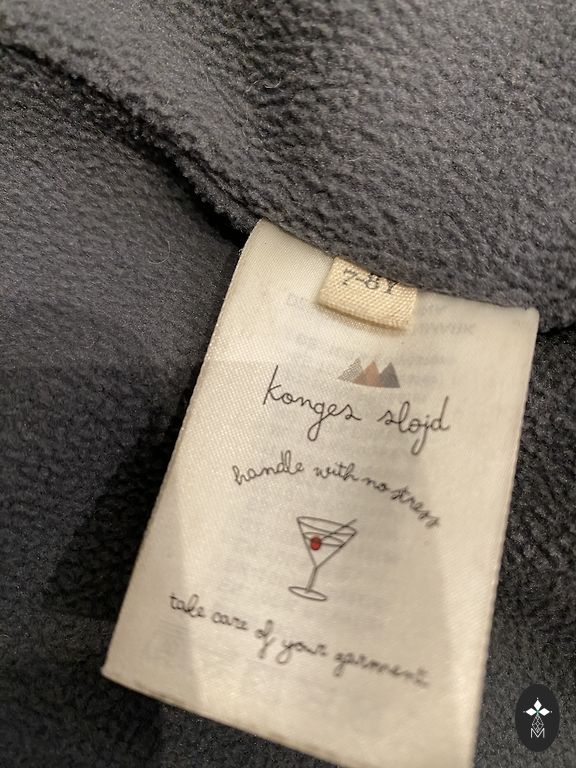 7-8Y
konges sløjd
handle with no stress
take care of your garment